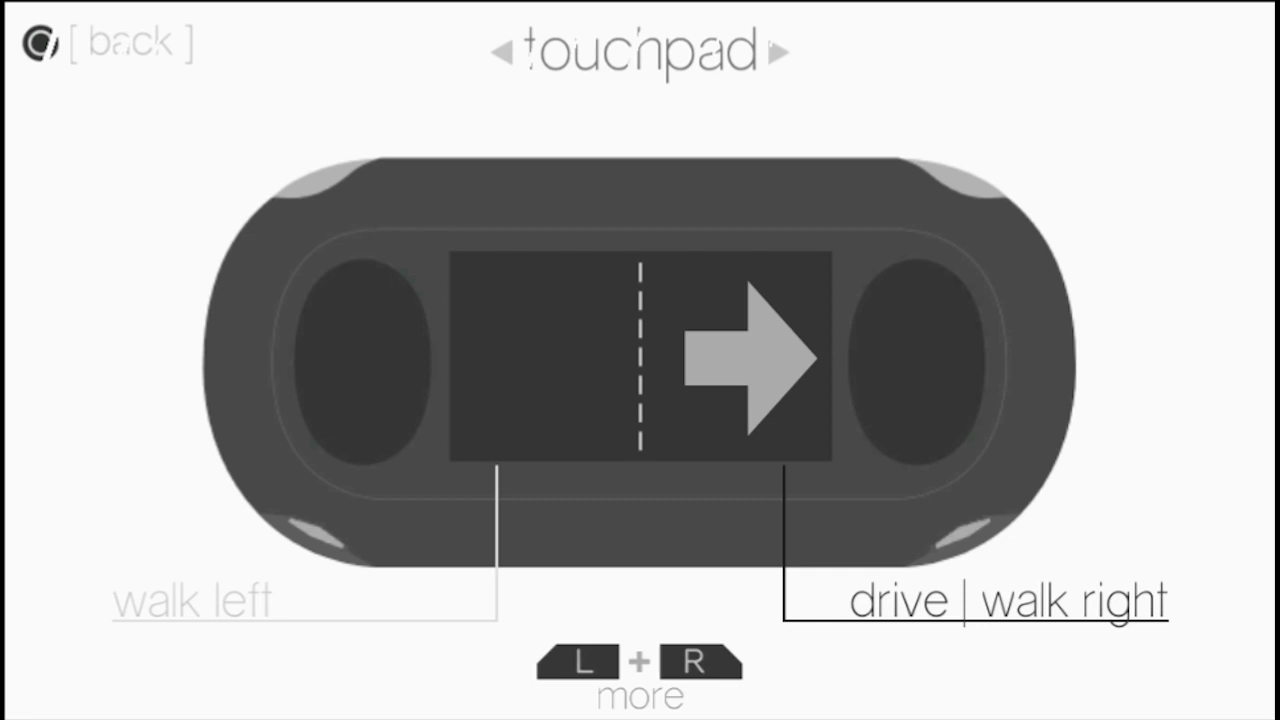 [ back ]
touchpad
walk left
drive | walk right
L + R
more